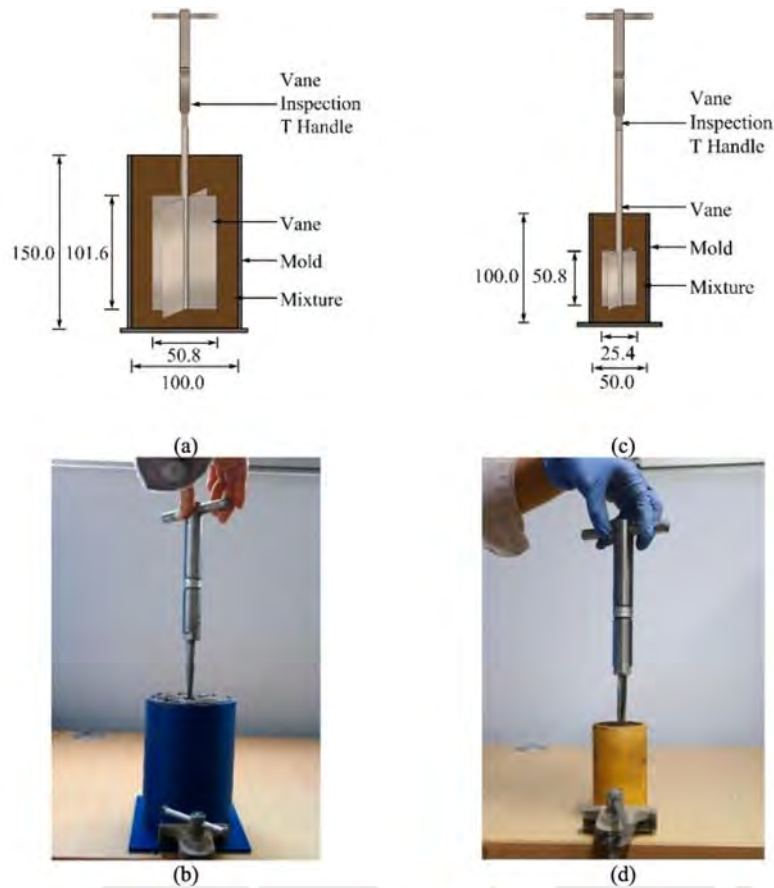 Vane
Inspection
T Handle
Vane
Mold
Mixture
150.0
101.6
50.8
100.0
(a)
Vane
Inspection
T Handle
Vane
Mold
Mixture
100.0
50.8
25.4
50.0
(c)
(b)
(d)